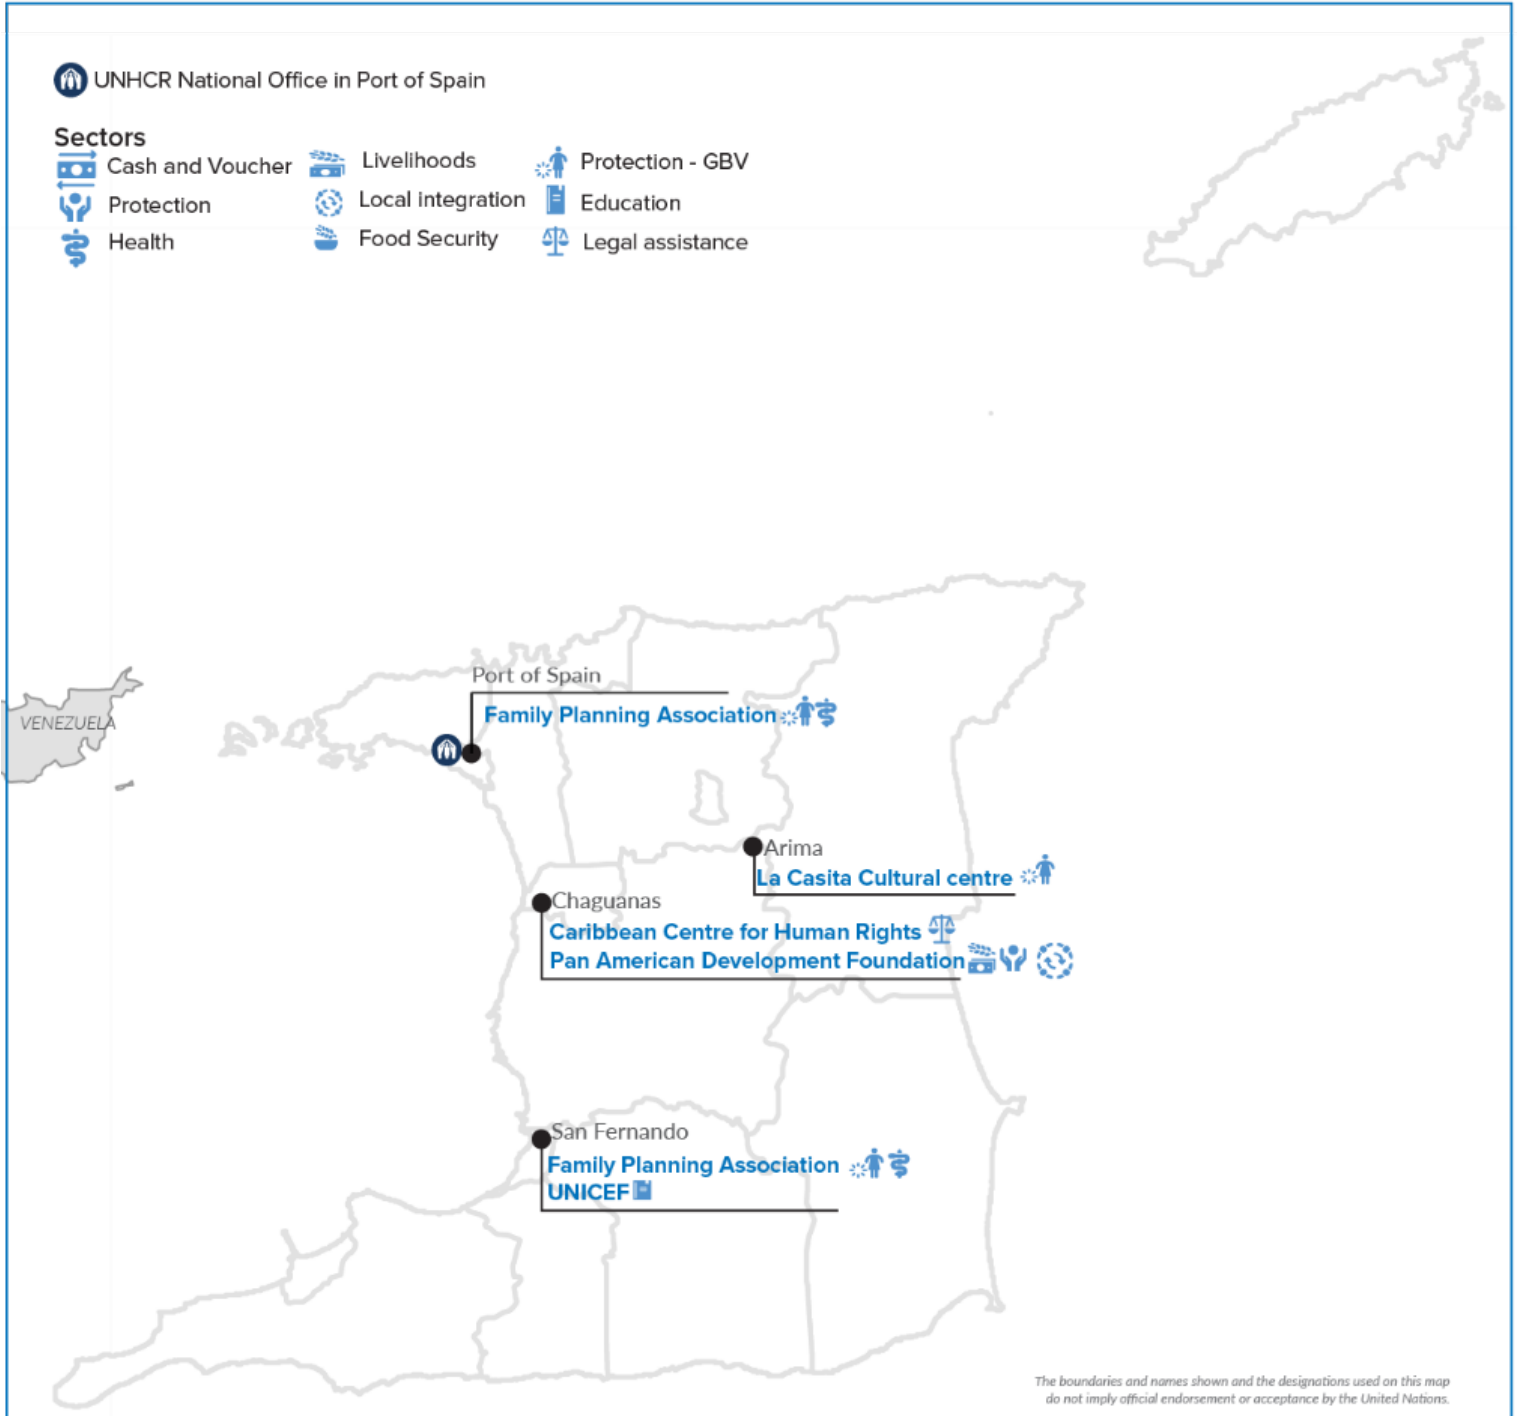 UNHCR National Office in Port of Spain
Sectors
Cash and Voucher
Livelihoods
Protection - GBV
Protection
Local integration
Education
Health
Food Security
Legal assistance
Port of Spain
Family Planning Association
VENEZUELA
Arima
La Casita Cultural centre
Chaguanas
Caribbean Centre for Human Rights
Pan American Development Foundation
San Fernando
Family Planning Association
UNICEF
The boundaries and names shown and the designations used on this map
do not imply official endorsement or acceptance by the United Nations.